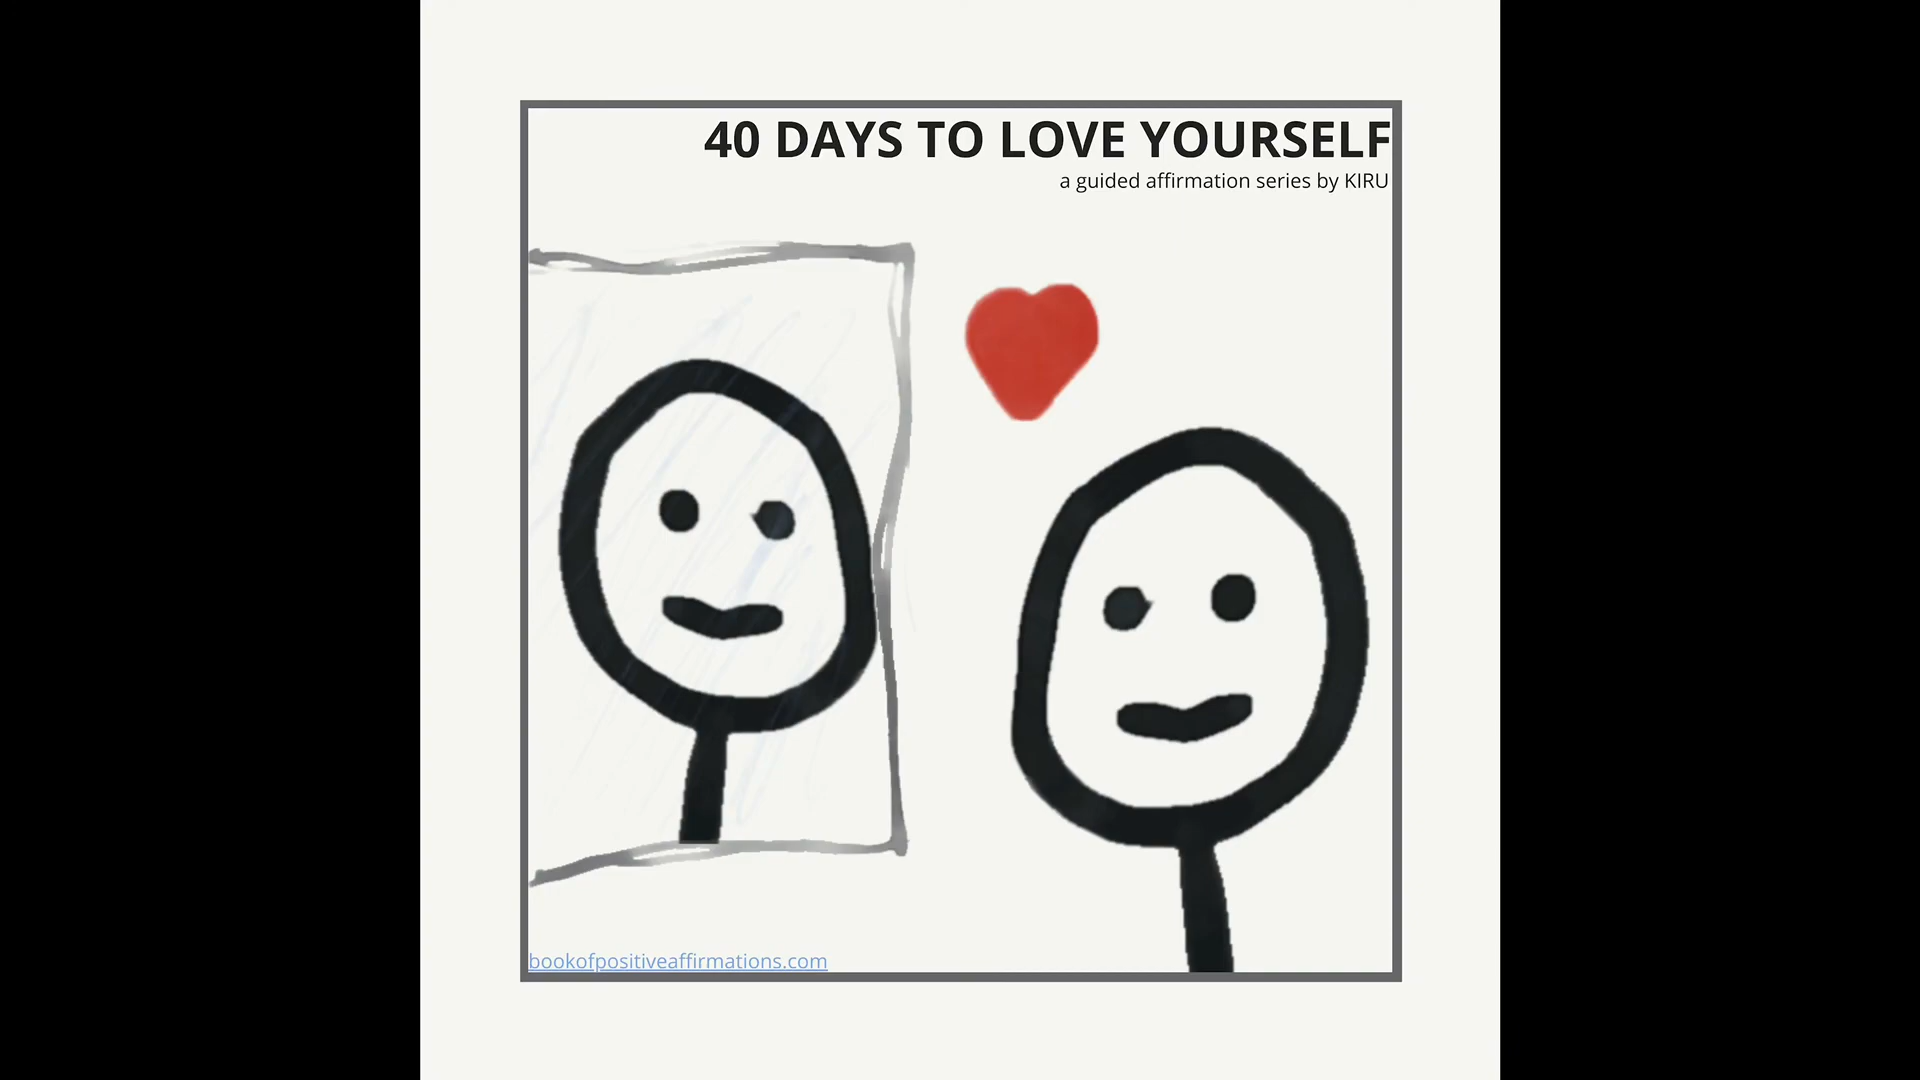 40 DAYS TO LOVE YOURSELF
a guided affirmation series by KIRU
bookofpositiveaffirmations.com